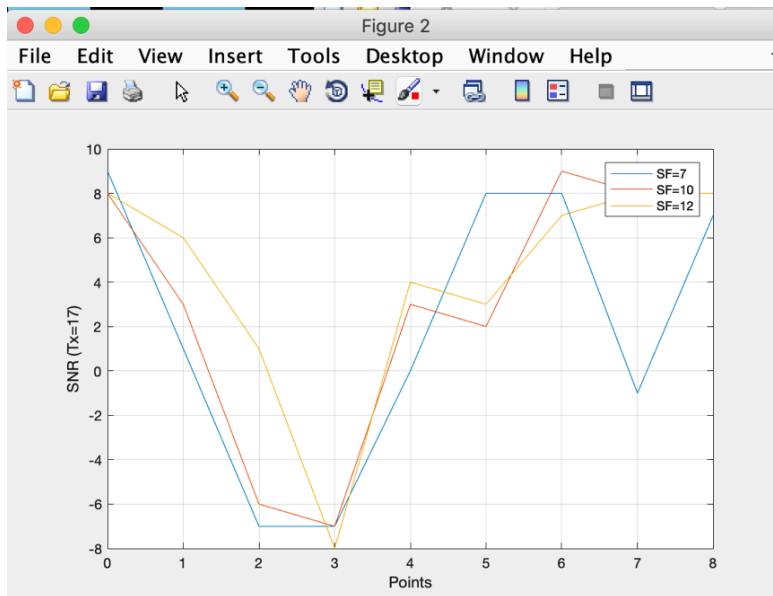 Figure 2
File Edit View Insert Tools Desktop Window Help
10
8
6
4
2
0
-2
-4
-6
-8
SNR (Tx=17)
SF=7
SF=10
SF=12
0 1 2 3 4 5 6 7 8
Points